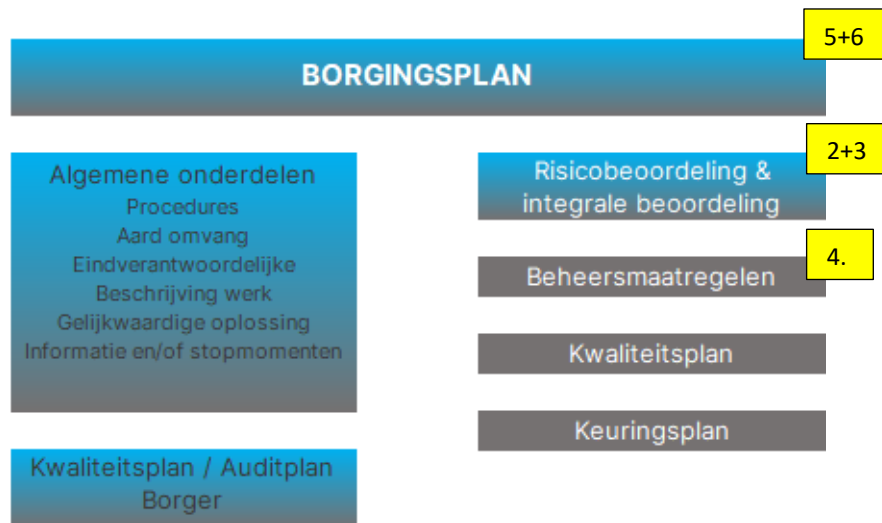 5+6
BORGINGSPLAN
Algemene onderdelen
Procedures
Aard omvang
Eindverantwoordelijke
Beschrijving werk
Gelijkwaardige oplossing
Informatie en/of stopmomenten
Kwaliteitsplan / Auditplan
Borger
2+3
Risicobeoordeling &
integrale beoordeling
4.
Beheersmaatregelen
Kwaliteitsplan
Keuringsplan